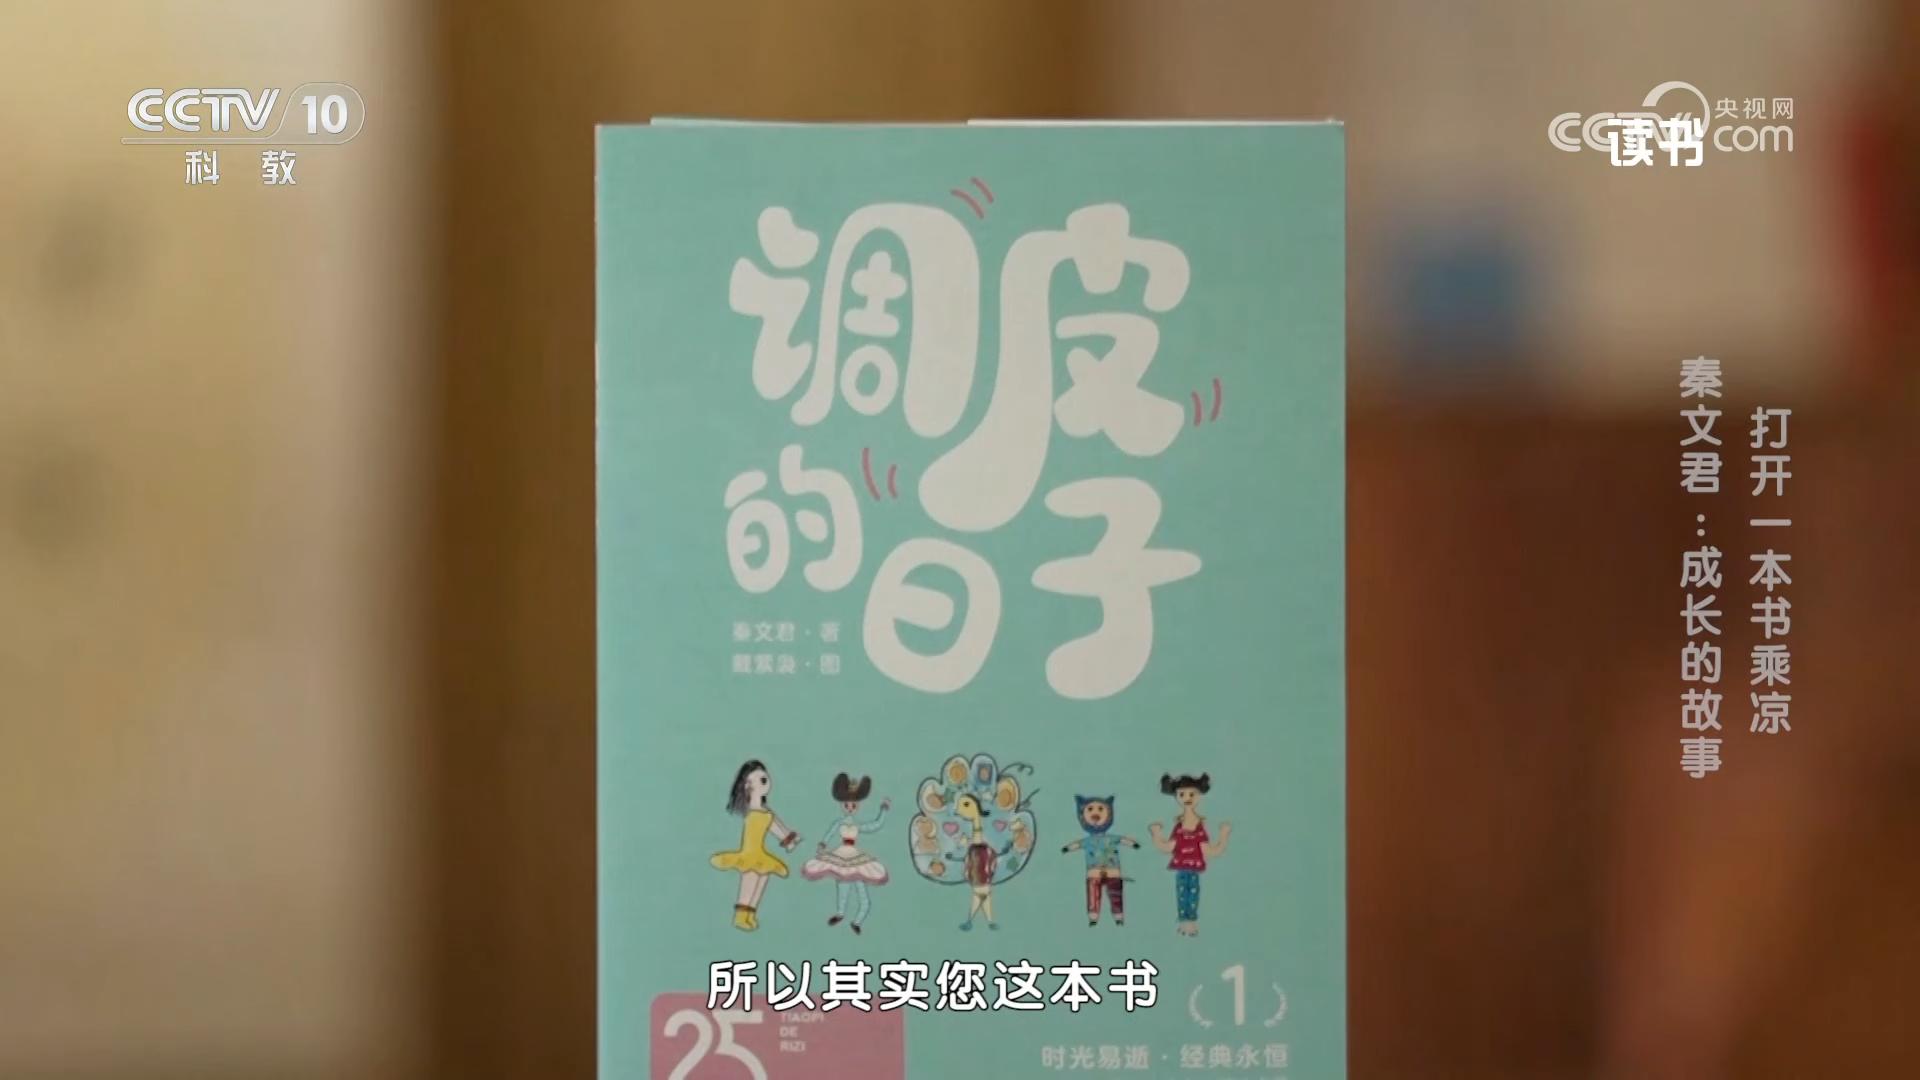 CCTV 10
科 教
央视网
CCTV.com
读书
打开一本书乘凉
秦文君：成长的故事
调皮
的日子
秦文君·著
戴萦袅·图
所以其实您这本书
1
25
TIAOPI
DE
RIZI
时光易逝·经典永恒